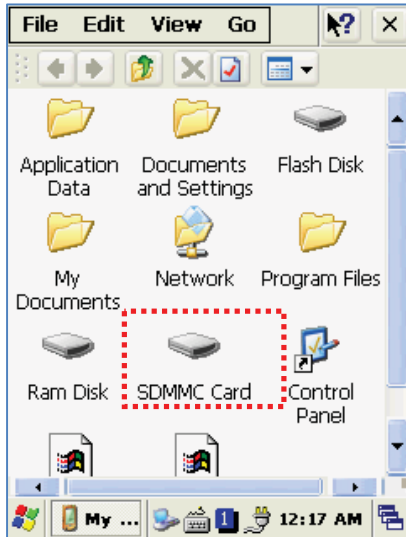 File Edit View Go
Application Data
Documents and Settings
Flash Disk
My Documents
Network
Program Files
Ram Disk
SDMMC Card
Control Panel
My ...
1
12:17 AM